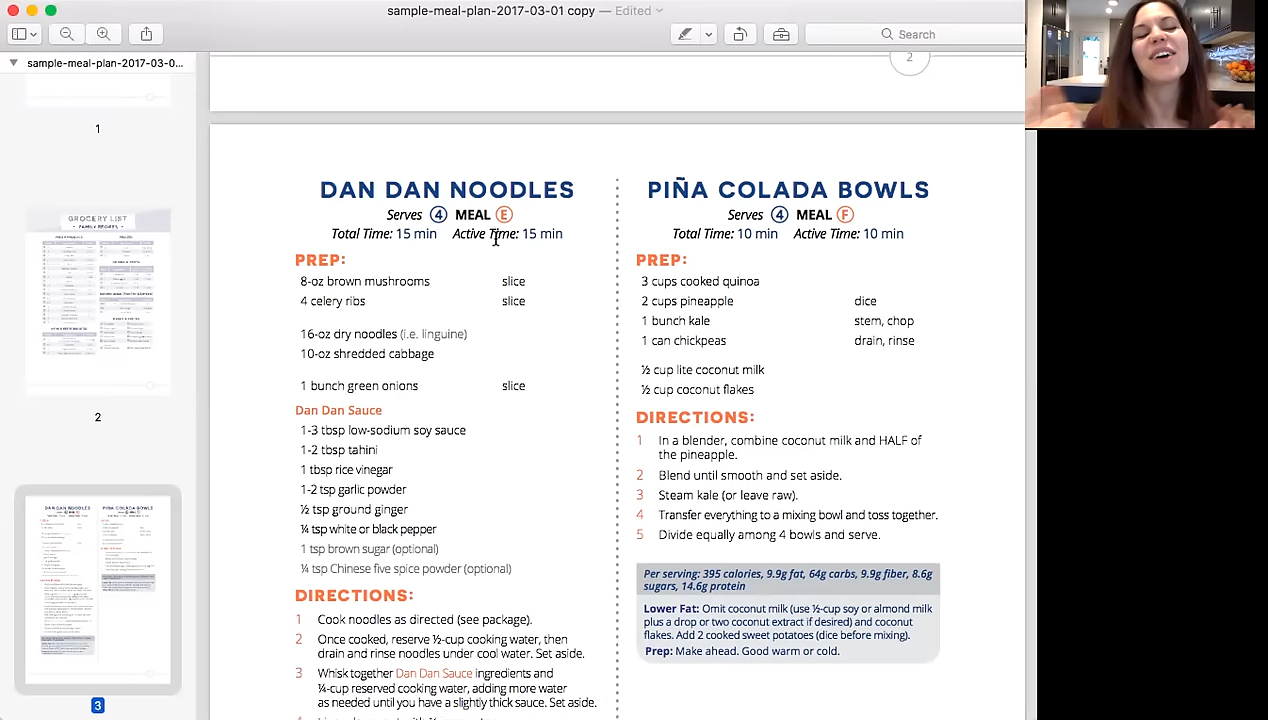 sample-meal-plan-2017-03-01 copy — Edited
Search
sample-meal-plan-2017-03-0...
1
GROCERY LIST
FAMILY RECIPES
2
DAN DAN NOODLES
PIÑA COLADA BOWLS
3
2
DAN DAN NOODLES
Serves 4 MEAL E
Total Time: 15 min Active Time: 15 min
PREP:
8-oz brown mushrooms slice
4 celery ribs slice
16-oz dry noodles (i.e. linguine)
10-oz shredded cabbage
1 bunch green onions slice
Dan Dan Sauce
1-3 tbsp low-sodium soy sauce
1-2 tbsp tahini
1 tbsp rice vinegar
1-2 tsp garlic powder
½ tsp ground ginger
¼ tsp white or black pepper
1 tsp brown sugar (optional)
¼ tsp Chinese five spice powder (optional)
DIRECTIONS:
1 Cook noodles as directed (see package).
2 Once cooked, reserve ½-cup cooking water, then
drain and rinse noodles under cool water. Set aside.
3 Whisk together Dan Dan Sauce ingredients and
¼-cup reserved cooking water, adding more water
as needed until you have a slightly thick sauce. Set aside.
PIÑA COLADA BOWLS
Serves 4 MEAL F
Total Time: 10 min Active Time: 10 min
PREP:
3 cups cooked quinoa
2 cups pineapple dice
1 bunch kale stem, chop
1 can chickpeas drain, rinse
½ cup lite coconut milk
½ cup coconut flakes
DIRECTIONS:
1 In a blender, combine coconut milk and HALF of
the pineapple.
2 Blend until smooth and set aside.
3 Steam kale (or leave raw).
4 Transfer everything to a mixing bowl and toss together.
5 Divide equally among 4 bowls and serve.
Per serving: 395 calories, 9.9g fat, 64g carbs, 9.9g fiber, 8.6g
sugars, 14.6g protein
Lower Fat: Omit coconut (use ½-cup soy or almond milk
plus a drop or two coconut extract if desired) and coconut
flakes. Add 2 cooked sweet potatoes (dice before mixing).
Prep: Make ahead. Good warm or cold.